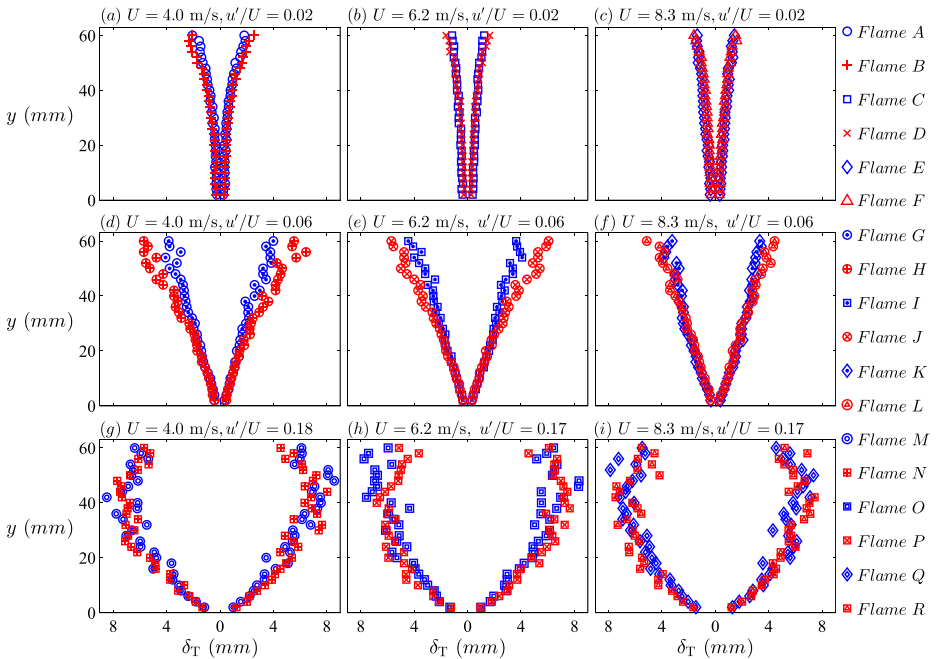 (a) U = 4.0 m/s, u′/U = 0.02
(b) U = 6.2 m/s, u′/U = 0.02
(c) U = 8.3 m/s, u′/U = 0.02
60
40
20
0
y (mm)
(d) U = 4.0 m/s, u′/U = 0.06
(e) U = 6.2 m/s, u′/U = 0.06
(f) U = 8.3 m/s, u′/U = 0.06
60
40
20
0
y (mm)
(g) U = 4.0 m/s, u′/U = 0.18
(h) U = 6.2 m/s, u′/U = 0.17
(i) U = 8.3 m/s, u′/U = 0.17
60
40
20
0
y (mm)
8 4 0 4 8
8 4 0 4 8
8 4 0 4 8
δT (mm)
δT (mm)
δT (mm)
Flame A
Flame B
Flame C
Flame D
Flame E
Flame F
Flame G
Flame H
Flame I
Flame J
Flame K
Flame L
Flame M
Flame N
Flame O
Flame P
Flame Q
Flame R